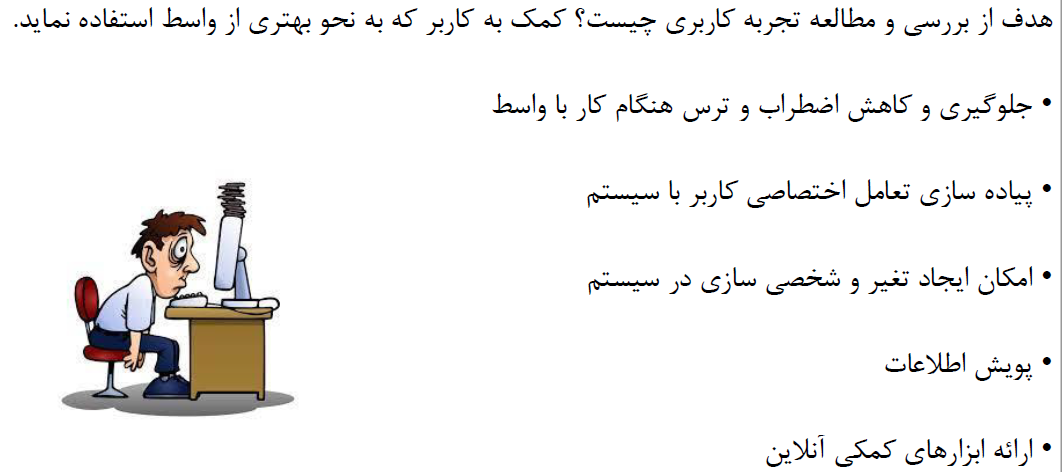 هدف از بررسی و مطالعه تجربه کاربری چیست؟ کمک به کاربر که به نحو بهتری از واسط استفاده نماید.
• جلوگیری و کاهش اضطراب و ترس هنگام کار با واسط
• پیاده سازی تعامل اختصاصی کاربر با سیستم
• امکان ایجاد تغیر و شخصی سازی در سیستم
• پویش اطلاعات
• ارائه ابزارهای کمکی آنلاین